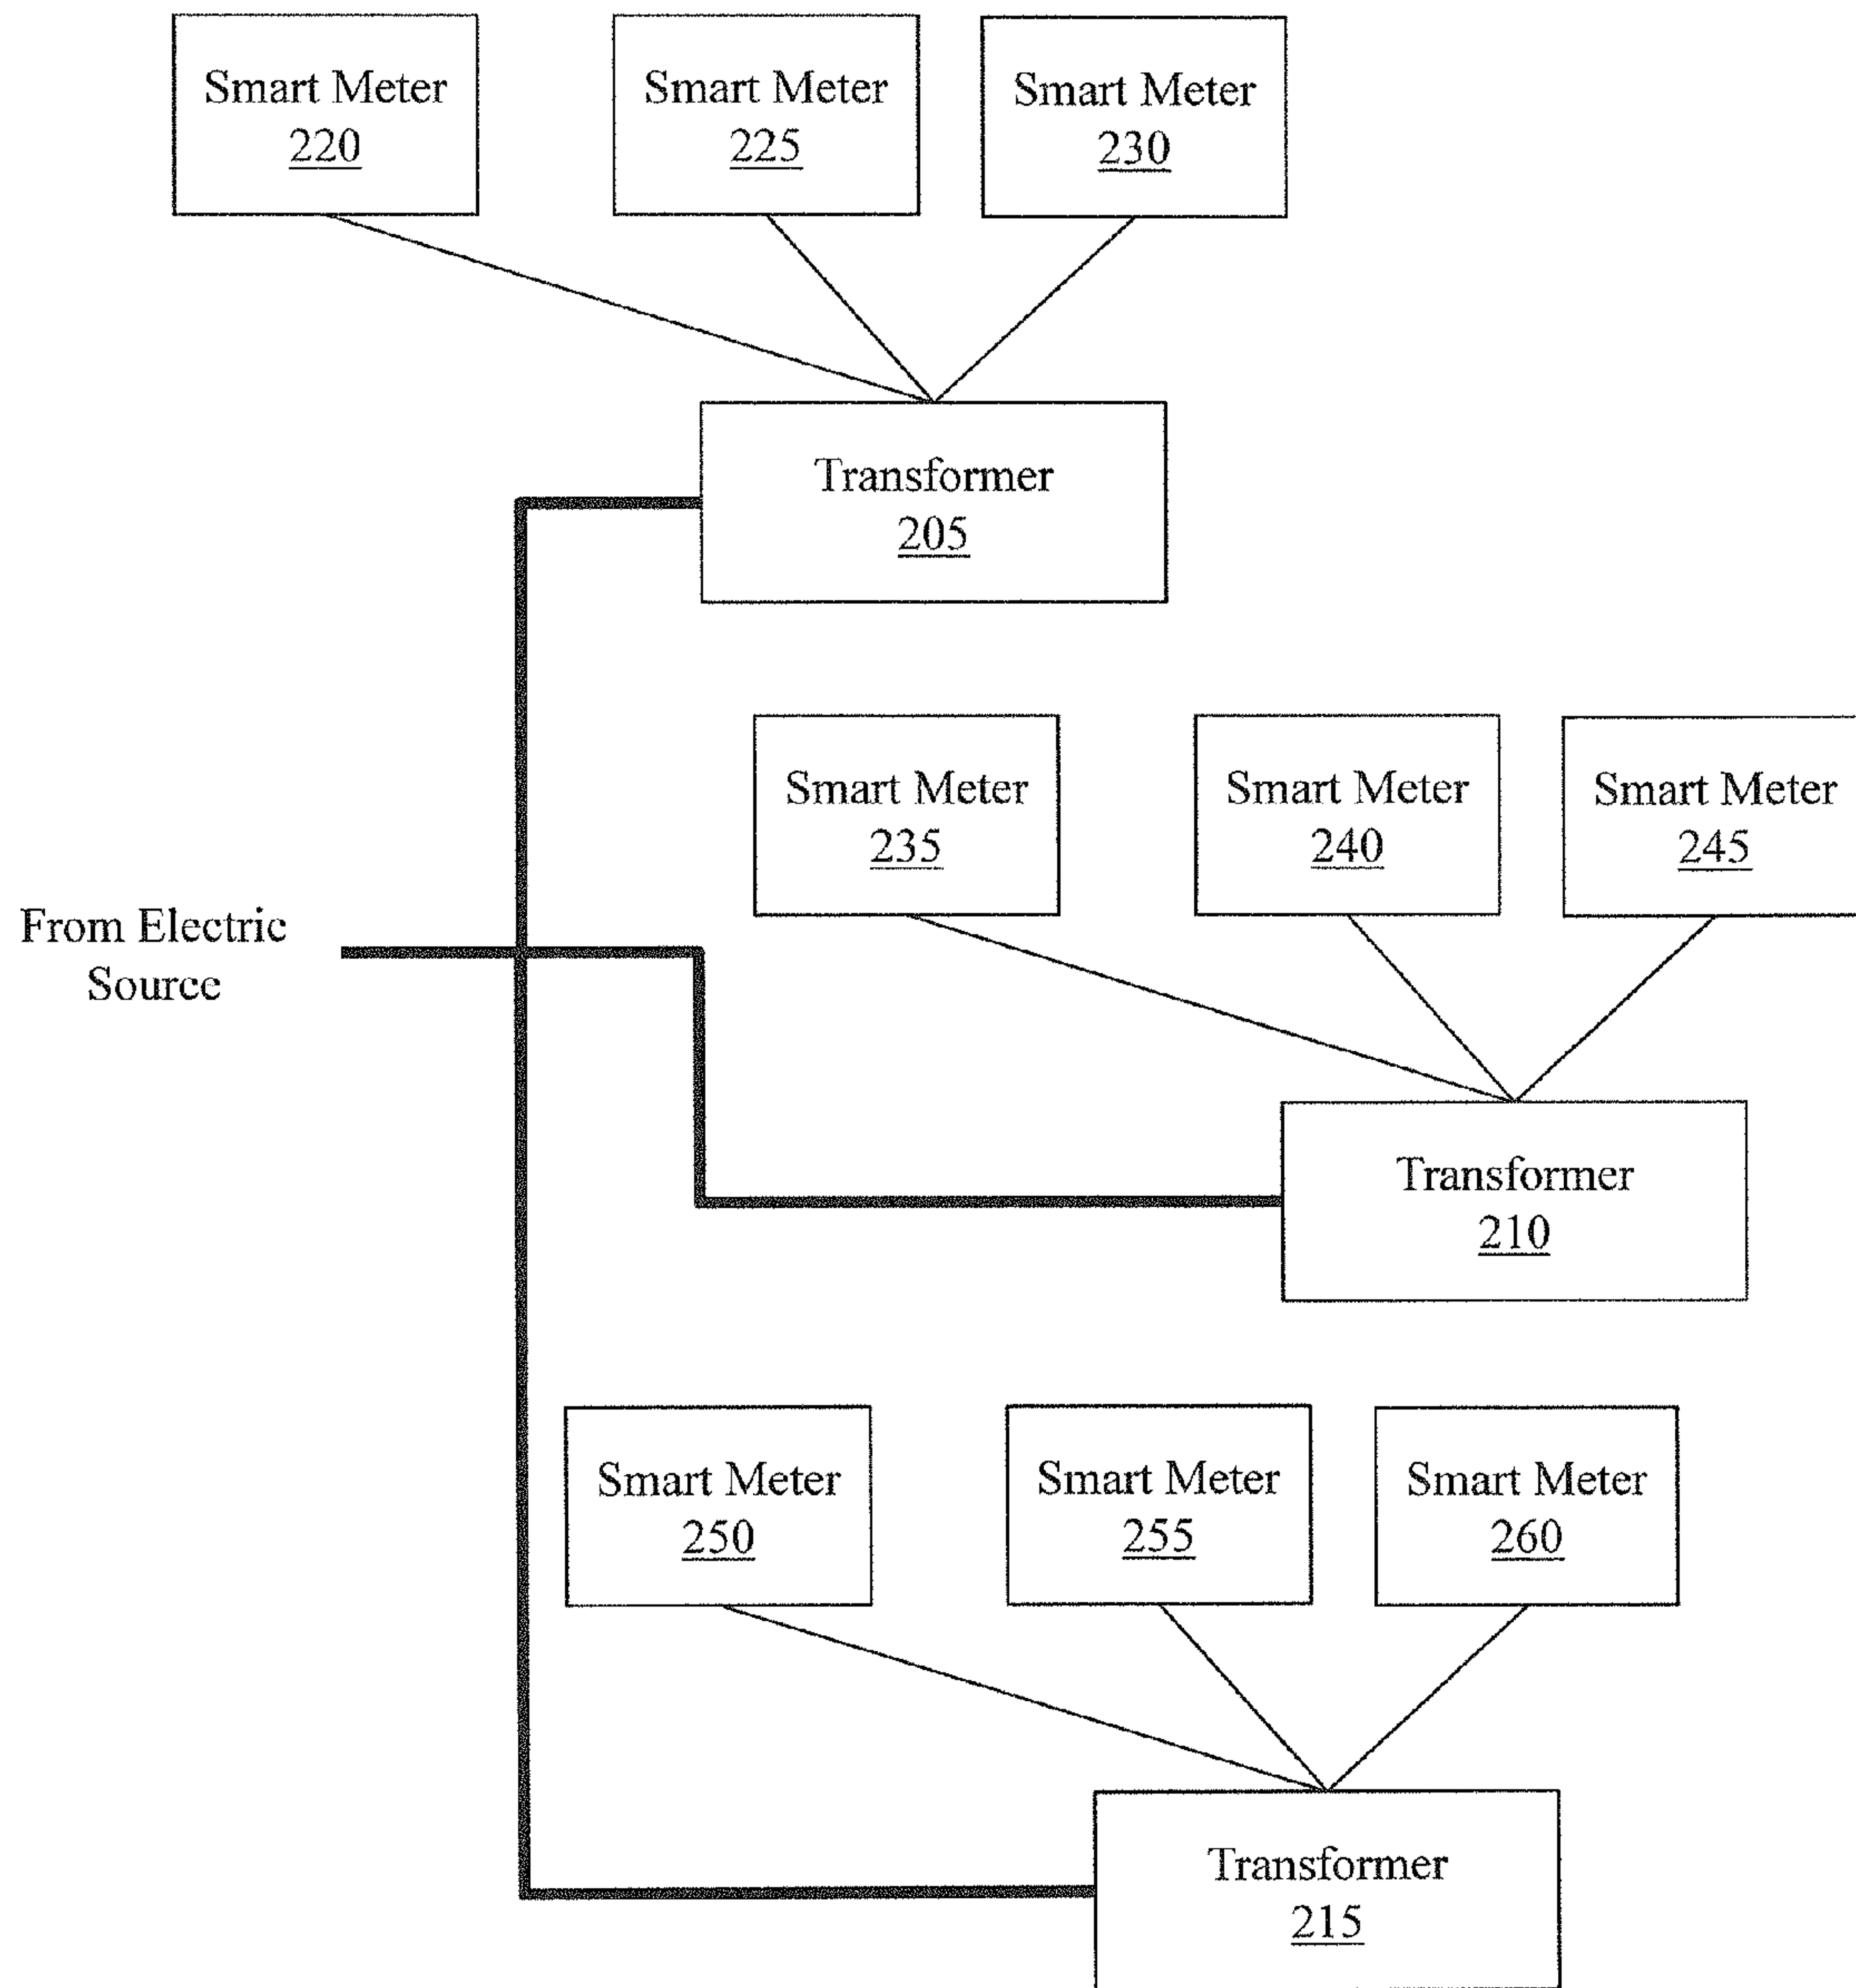 Smart Meter
220
Smart Meter
225
Smart Meter
230
Transformer
205
Smart Meter
235
Smart Meter
240
Smart Meter
245
From Electric
Source
Transformer
210
Smart Meter
250
Smart Meter
255
Smart Meter
260
Transformer
215